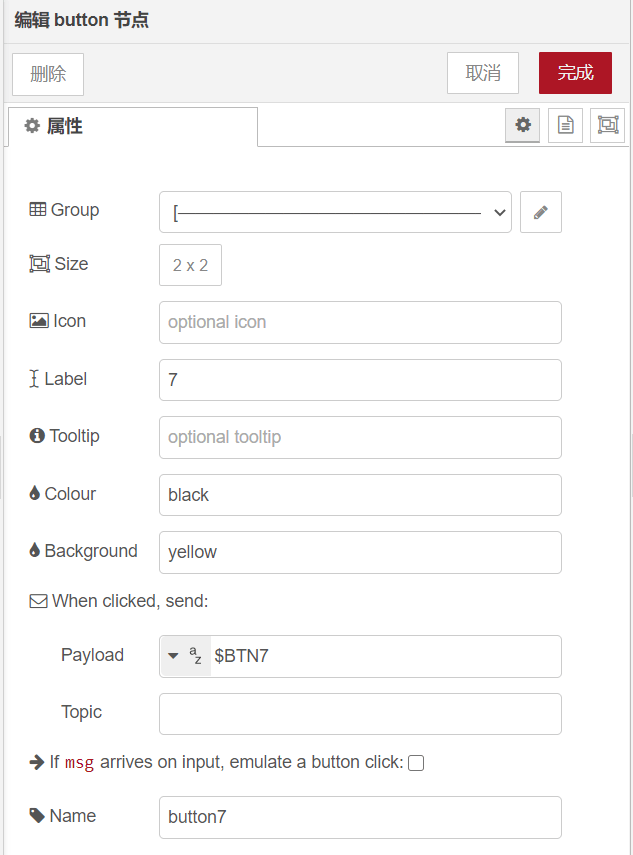 编辑 button 节点
删除 取消 完成
属性
Group [————————————————————
Size 2 x 2
Icon optional icon
Label 7
Tooltip optional tooltip
Colour black
Background yellow
When clicked, send:
Payload az $BTN7
Topic
If msg arrives on input, emulate a button click:
Name button7